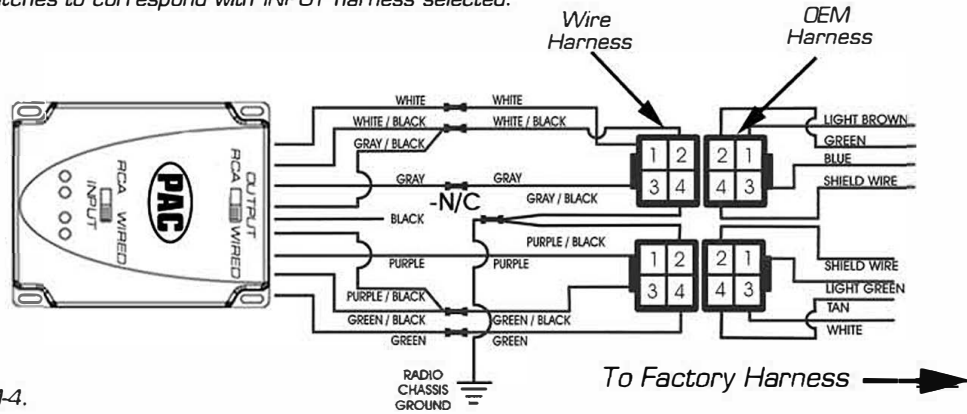 itches to correspond with INPUT harness selected.
Wire
Harness
OEM
Harness
WHITE
WHITE
WHITE / BLACK
WHITE / BLACK
GRAY / BLACK
GRAY
GRAY
-N/C
GRAY / BLACK
BLACK
PURPLE / BLACK
PURPLE
PURPLE
PURPLE / BLACK
GREEN / BLACK
GREEN / BLACK
GREEN
GREEN
OUTPUT
RCA WIRED
PAC
RCA WIRED
INPUT
1 2
3 4
2 1
4 3
LIGHT BROWN
GREEN
BLUE
SHIELD WIRE
1 2
3 4
2 1
4 3
SHIELD WIRE
LIGHT GREEN
TAN
WHITE
RADIO
CHASSIS
GROUND
To Factory Harness
-4.